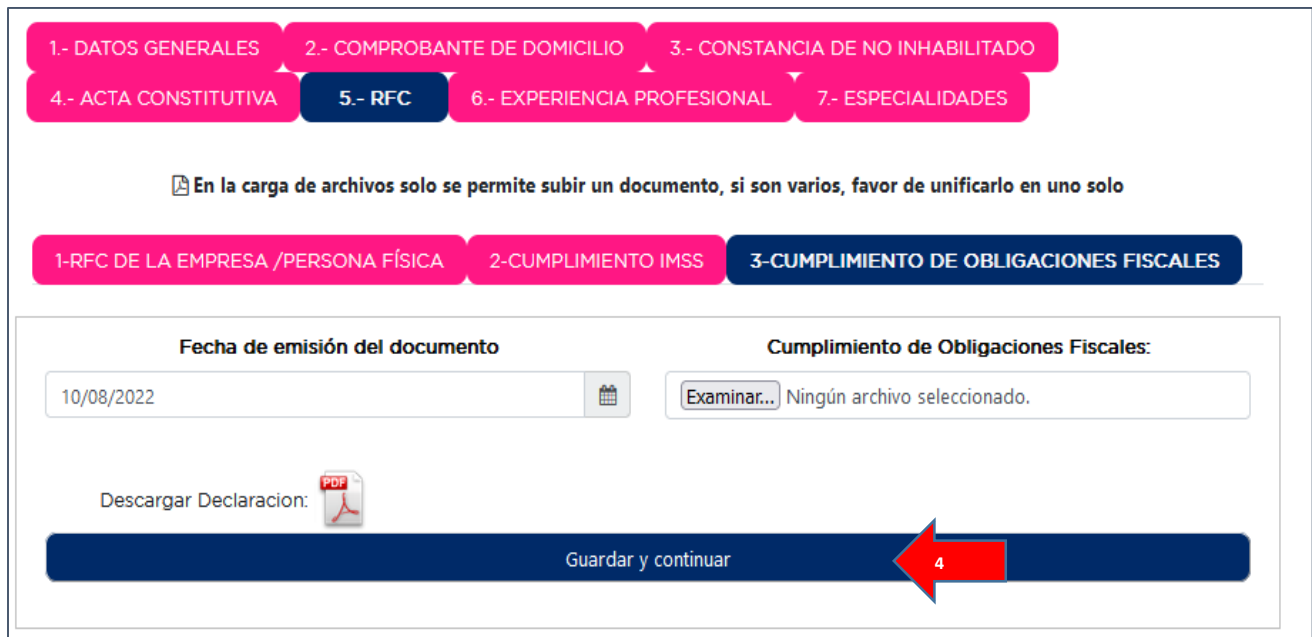 1.- DATOS GENERALES 2.- COMPROBANTE DE DOMICILIO 3.- CONSTANCIA DE NO INHABILITADO
4.- ACTA CONSTITUTIVA 5.- RFC 6.- EXPERIENCIA PROFESIONAL 7.- ESPECIALIDADES
En la carga de archivos solo se permite subir un documento, si son varios, favor de unificarlo en uno solo
1-RFC DE LA EMPRESA /PERSONA FÍSICA 2-CUMPLIMIENTO IMSS 3-CUMPLIMIENTO DE OBLIGACIONES FISCALES
Fecha de emisión del documento Cumplimiento de Obligaciones Fiscales:
10/08/2022 Examinar... Ningún archivo seleccionado.
Descargar Declaracion: PDF
Guardar y continuar 4